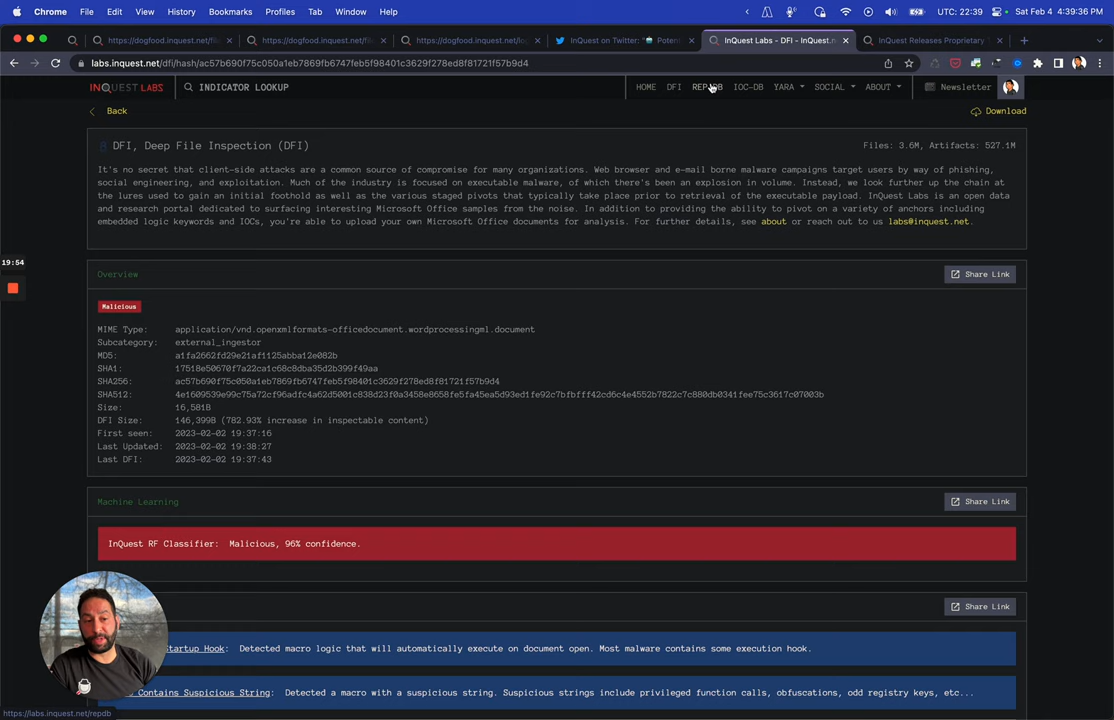 Chrome File Edit View History Bookmarks Profiles Tab Window Help UTC: 22:39 Sat Feb 4 4:39:36 PM
https://dogfood.inquest.net/fil https://dogfood.inquest.net/file https://dogfood.inquest.net/log InQuest on Twitter: " Potent InQuest Labs - DFI - InQuest.n InQuest Releases Proprietary
labs.inquest.net/dfi/hash/ac57b690f75c050a1eb7869fb6747feb5f98401c3629f278ed8f81721f57b9d4
INQUEST LABS INDICATOR LOOKUP HOME DFI REPDB IOC-DB YARA SOCIAL ABOUT Newsletter
Back Download
DFI, Deep File Inspection (DFI) Files: 3.6M, Artifacts: 527.1M
It's no secret that client-side attacks are a common source of compromise for many organizations. Web browser and e-mail borne malware campaigns target users by way of phishing,
social engineering, and exploitation. Much of the industry is focused on executable malware, of which there's been an explosion in volume. Instead, we look further up the chain at
the lures used to gain an initial foothold as well as the various staged pivots that typically take place prior to retrieval of the executable payload. InQuest Labs is an open data
and research portal dedicated to surfacing interesting Microsoft Office samples from the noise. In addition to providing the ability to pivot on a variety of anchors including
embedded logic keywords and IOCs, you're able to upload your own Microsoft Office documents for analysis. For further details, see about or reach out to us labs@inquest.net.
19:54
Overview Share Link
Malicious
MIME Type: application/vnd.openxmlformats-officedocument.wordprocessingml.document
Subcategory: external_ingestor
MD5: a1fa2662fd29e21af1125abba12e082b
SHA1: 17518e50670f7a22ca1c68c8dba35d2b399f49aa
SHA256: ac57b690f75c050a1eb7869fb6747feb5f98401c3629f278ed8f81721f57b9d4
SHA512: 4e1609539e99c75a72cf96adfc4a62d5001c838d23f0a3458e8658fe5fa45ea5d93ed1fe92c7bfbfff42cd6c4e4552b7822c7c880db0341fee75c3617c07003b
Size: 16,581B
DFI Size: 146,399B (782.93% increase in inspectable content)
First seen: 2023-02-02 19:37:16
Last Updated: 2023-02-02 19:38:27
Last DFI: 2023-02-02 19:37:43
Machine Learning Share Link
InQuest RF Classifier: Malicious, 96% confidence.
Share Link
Startup Hook: Detected macro logic that will automatically execute on document open. Most malware contains some execution hook.
Contains Suspicious String: Detected a macro with a suspicious string. Suspicious strings include privileged function calls, obfuscations, odd registry keys, etc...
https://labs.inquest.net/repdb